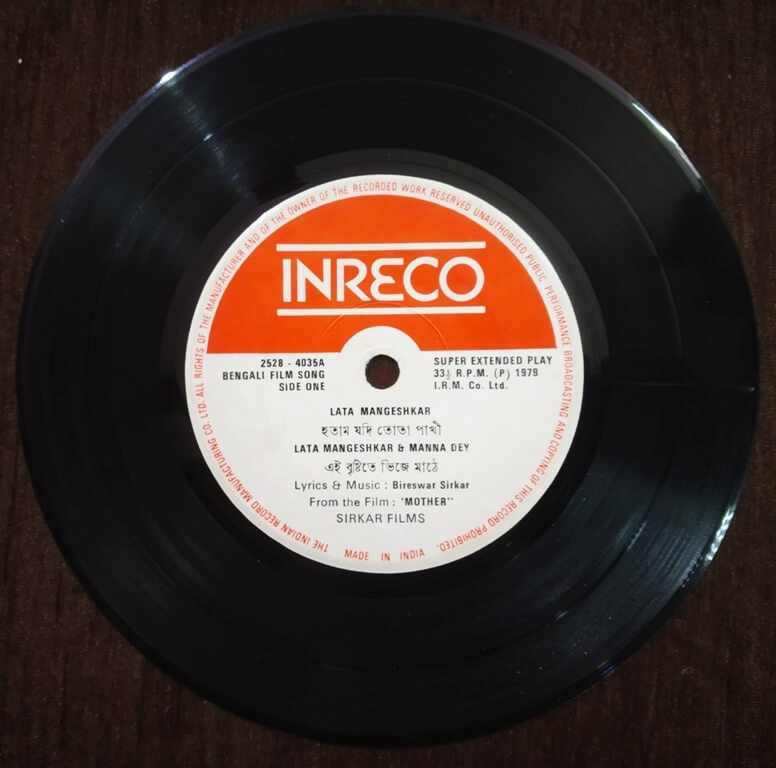 INRECO
2528 - 4035A
BENGALI FILM SONG
SIDE ONE
SUPER EXTENDED PLAY
33⅓ R.P.M. (P) 1979
I.R.M. Co. Ltd.
LATA MANGESHKAR
হতাম যদি তোতা পাখী
LATA MANGESHKAR & MANNA DEY
এই বৃষ্টিতে ভিজে মাঠে
Lyrics & Music : Bireswar Sirkar
From the Film : 'MOTHER"
SIRKAR FILMS
THE INDIAN RECORD MANUFACTURING CO. LTD. ALL RIGHTS OF THE MANUFACTURER AND OF THE OWNER OF THE RECORDED WORK RESERVED UNAUTHORISED PUBLIC PERFORMANCE BROADCASTING AND COPYING OF THIS RECORD PROHIBITED.
MADE IN INDIA